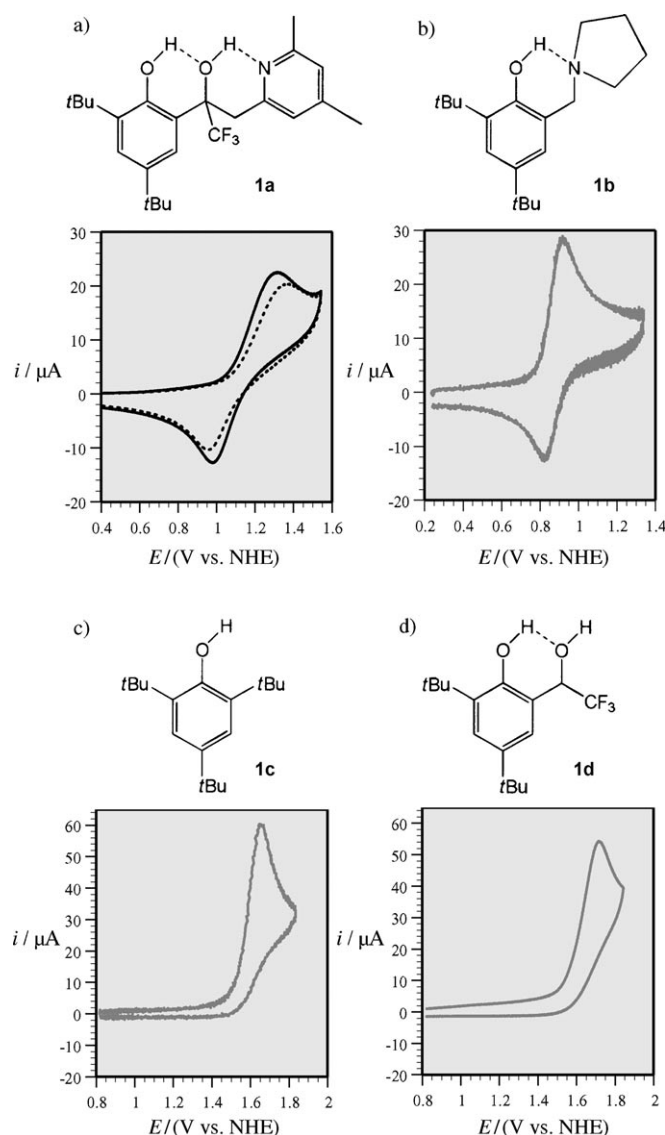 a)
H H
O O N
tBu
CF3
tBu
1a
b)
H
O N
tBu
tBu
1b
30
20
10
0
-10
-20
i / μA
0.4 0.6 0.8 1 1.2 1.4 1.6
E/(V vs. NHE)
30
20
10
0
-10
-20
i / μA
0.2 0.4 0.6 0.8 1 1.2 1.4
E/(V vs. NHE)
c)
H
O
tBu tBu
tBu
1c
d)
H H
O O
tBu
CF3
tBu
1d
60
50
40
30
20
10
0
-10
-20
i / μA
0.8 1 1.2 1.4 1.6 1.8 2
E/(V vs. NHE)
60
50
40
30
20
10
0
-10
-20
i / μA
0.8 1 1.2 1.4 1.6 1.8 2
E/(V vs. NHE)